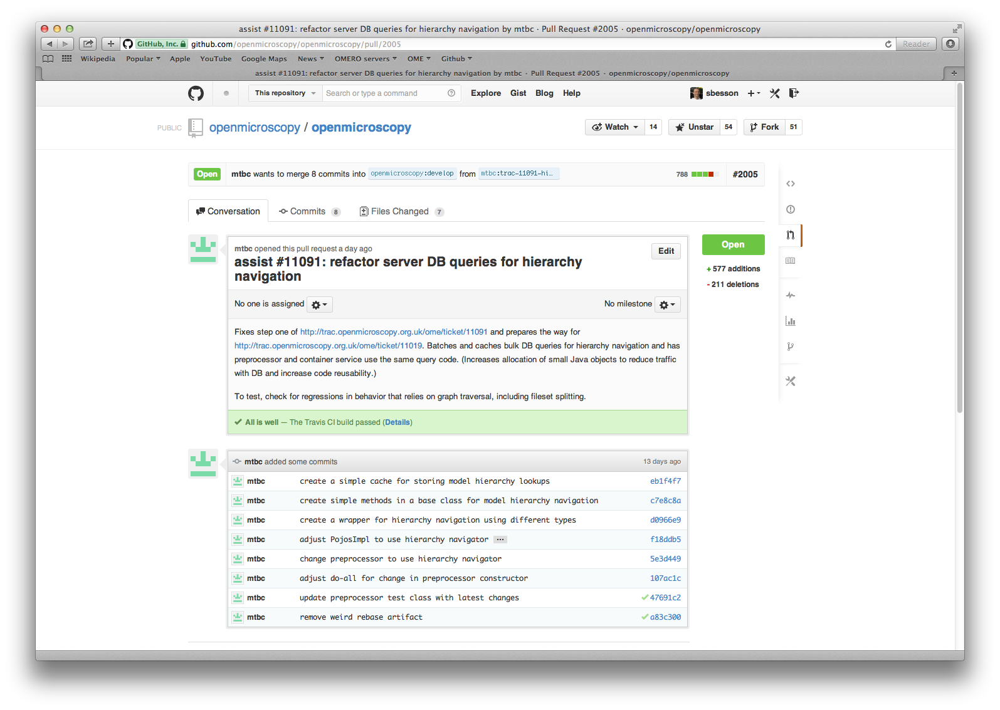 assist #11091: refactor server DB queries for hierarchy navigation by mtbc · Pull Request #2005 · openmicroscopy/openmicroscopy
GitHub, Inc. github.com/openmicroscopy/openmicroscopy/pull/2005 Reader
Wikipedia Popular Apple YouTube Google Maps News OMERO servers OME Github
assist #11091: refactor server DB queries for hierarchy navigation by mtbc · Pull Request #2005 · openmicroscopy/openmicroscopy
This repository Search or type a command Explore Gist Blog Help sbesson
PUBLIC openmicroscopy / openmicroscopy Watch 14 Unstar 54 Fork 51
Open mtbc wants to merge 8 commits into openmicroscopy:develop from mtbc:trac-11091-hi... 788 #2005
Conversation Commits 8 Files Changed 7
mtbc opened this pull request a day ago
Edit
Open
assist #11091: refactor server DB queries for hierarchy
navigation
+ 577 additions
- 211 deletions
No one is assigned No milestone
Fixes step one of http://trac.openmicroscopy.org.uk/ome/ticket/11091 and prepares the way for
http://trac.openmicroscopy.org.uk/ome/ticket/11019. Batches and caches bulk DB queries for hierarchy navigation and has
preprocessor and container service use the same query code. (Increases allocation of small Java objects to reduce traffic
with DB and increase code reusability.)
To test, check for regressions in behavior that relies on graph traversal, including fileset splitting.
All is well — The Travis CI build passed (Details)
mtbc added some commits 13 days ago
mtbc create a simple cache for storing model hierarchy lookups eb1f4f7
mtbc create simple methods in a base class for model hierarchy navigation c7e8c8a
mtbc create a wrapper for hierarchy navigation using different types d0966e9
mtbc adjust PojosImpl to use hierarchy navigator ... f18ddb5
mtbc change preprocessor to use hierarchy navigator 5e3d449
mtbc adjust do-all for change in preprocessor constructor 107ac1c
mtbc update preprocessor test class with latest changes 47691c2
mtbc remove weird rebase artifact a83c300